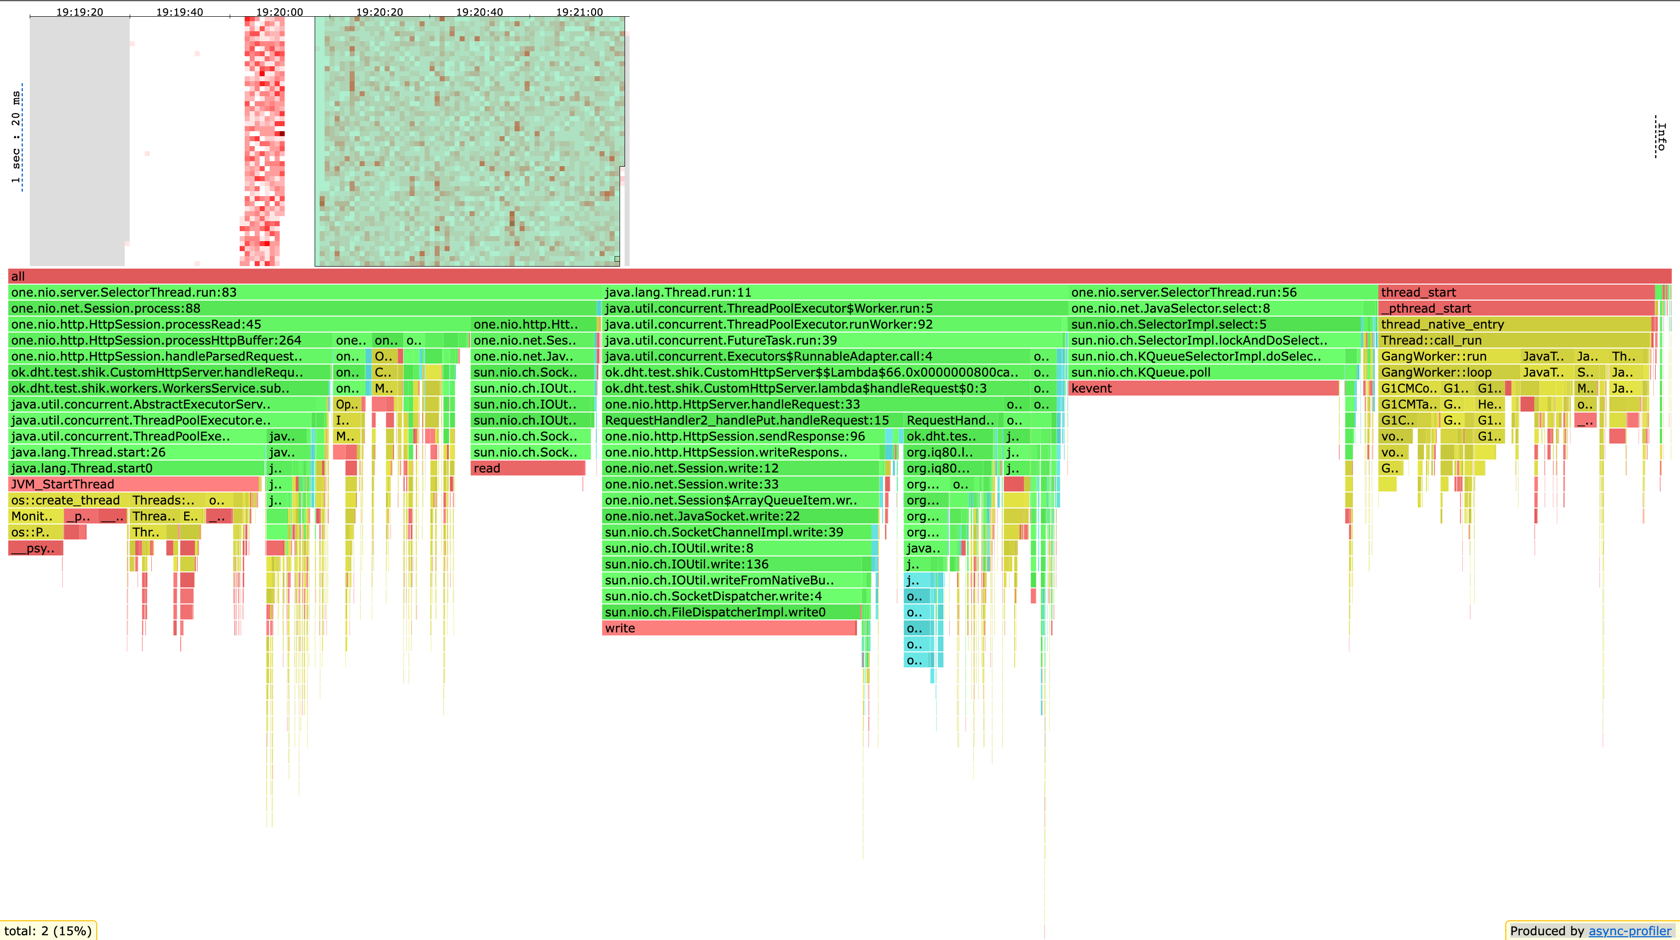 19:19:20 19:19:40 19:20:00 19:20:20 19:20:40 19:21:00
1 sec : 20 ms
Info
all
one.nio.server.SelectorThread.run:83 java.lang.Thread.run:11 one.nio.server.SelectorThread.run:56 thread_start
one.nio.net.Session.process:88 java.util.concurrent.ThreadPoolExecutor$Worker.run:5 one.nio.net.JavaSelector.select:8 _pthread_start
one.nio.http.HttpSession.processRead:45 one.nio.http.Htt.. java.util.concurrent.ThreadPoolExecutor.runWorker:92 sun.nio.ch.SelectorImpl.select:5 thread_native_entry
one.nio.http.HttpSession.processHttpBuffer:264 one.. on.. o.. one.nio.net.Ses.. java.util.concurrent.FutureTask.run:39 sun.nio.ch.SelectorImpl.lockAndDoSelect.. Thread::call_run
one.nio.http.HttpSession.handleParsedRequest.. on.. O.. one.nio.net.Jav.. java.util.concurrent.Executors$RunnableAdapter.call:4 o.. sun.nio.ch.KQueueSelectorImpl.doSelec.. GangWorker::run JavaT.. Ja.. Th..
ok.dht.test.shik.CustomHttpServer.handleRequ.. on.. C.. sun.nio.ch.Sock.. ok.dht.test.shik.CustomHttpServer$$Lambda$66.0x0000000800ca.. o.. sun.nio.ch.KQueue.poll GangWorker::loop JavaT.. S.. Ja..
ok.dht.test.shik.workers.WorkersService.sub.. on.. M.. sun.nio.ch.IOUt.. ok.dht.test.shik.CustomHttpServer.lambda$handleRequest$0:3 o.. kevent G1CMCo.. G1.. G1.. M.. Ja..
java.util.concurrent.AbstractExecutorServ.. Op.. sun.nio.ch.IOUt.. one.nio.http.HttpServer.handleRequest:33 o.. o.. G1CMTa.. G.. He.. o..
java.util.concurrent.ThreadPoolExecutor.e.. I.. sun.nio.ch.IOUt.. RequestHandler2_handlePut.handleRequest:15 RequestHand.. o.. G1C.. G.. G1.. _..
java.util.concurrent.ThreadPoolExe.. jav.. M.. sun.nio.ch.Sock.. one.nio.http.HttpSession.sendResponse:96 ok.dht.tes.. j.. vo.. G1..
java.lang.Thread.start:26 jav.. sun.nio.ch.Sock.. one.nio.http.HttpSession.writeRespons.. org.iq80.l.. j.. vo..
java.lang.Thread.start0 j.. read one.nio.net.Session.write:12 org.iq80... j.. G..
JVM_StartThread j.. one.nio.net.Session.write:33 org... o..
os::create_thread Threads:.. o.. j.. one.nio.net.Session$ArrayQueueItem.wr.. org...
Monit.. _p.. __.. Threa.. E.. _.. one.nio.net.JavaSocket.write:22 org...
os::P.. Thr.. sun.nio.ch.SocketChannelImpl.write:39 org...
__psy.. sun.nio.ch.IOUtil.write:8 java..
sun.nio.ch.IOUtil.write:136 j..
sun.nio.ch.IOUtil.writeFromNativeBu.. j..
sun.nio.ch.SocketDispatcher.write:4 o..
sun.nio.ch.FileDispatcherImpl.write0 o..
write o..
o..
o..
total: 2 (15%)
Produced by async-profiler